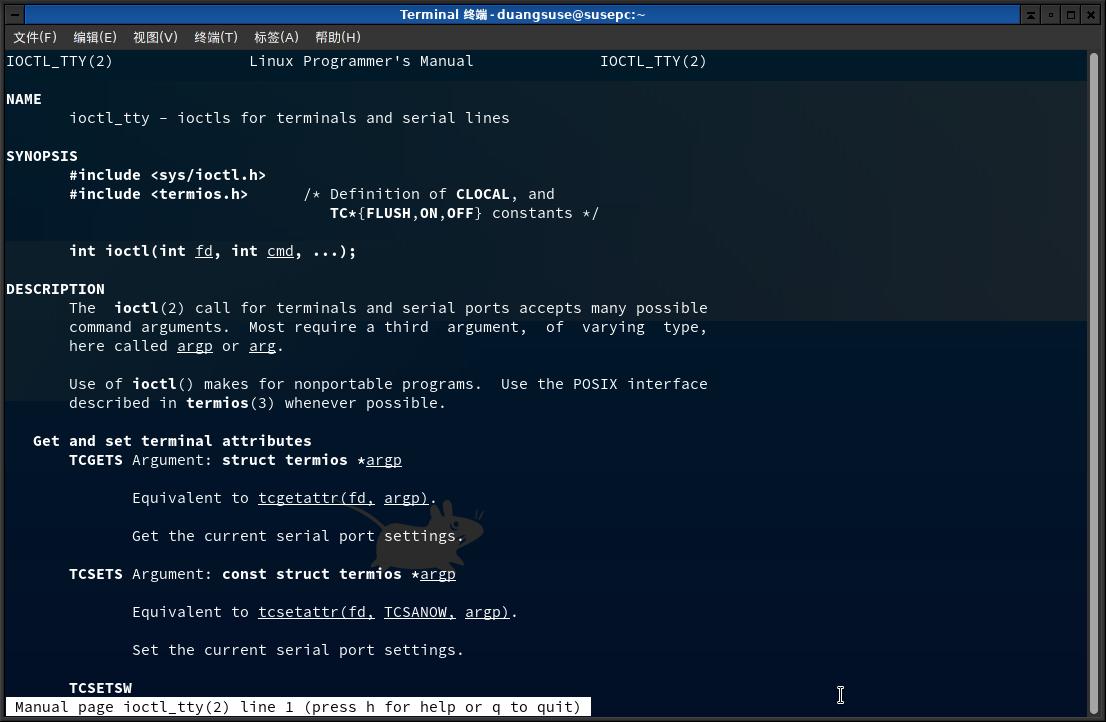 Terminal 终端 - duangsuse@susepc:~
文件(F) 编辑(E) 视图(V) 终端(T) 标签(A) 帮助(H)
IOCTL_TTY(2) Linux Programmer's Manual IOCTL_TTY(2)
NAME
ioctl_tty - ioctls for terminals and serial lines
SYNOPSIS
#include <sys/ioctl.h>
#include <termios.h> /* Definition of CLOCAL, and
TC*{FLUSH,ON,OFF} constants */
int ioctl(int fd, int cmd, ...);
DESCRIPTION
The ioctl(2) call for terminals and serial ports accepts many possible
command arguments. Most require a third argument, of varying type,
here called argp or arg.
Use of ioctl() makes for nonportable programs. Use the POSIX interface
described in termios(3) whenever possible.
Get and set terminal attributes
TCGETS Argument: struct termios *argp
Equivalent to tcgetattr(fd, argp).
Get the current serial port settings.
TCSETS Argument: const struct termios *argp
Equivalent to tcsetattr(fd, TCSANOW, argp).
Set the current serial port settings.
TCSETSW
Manual page ioctl_tty(2) line 1 (press h for help or q to quit)